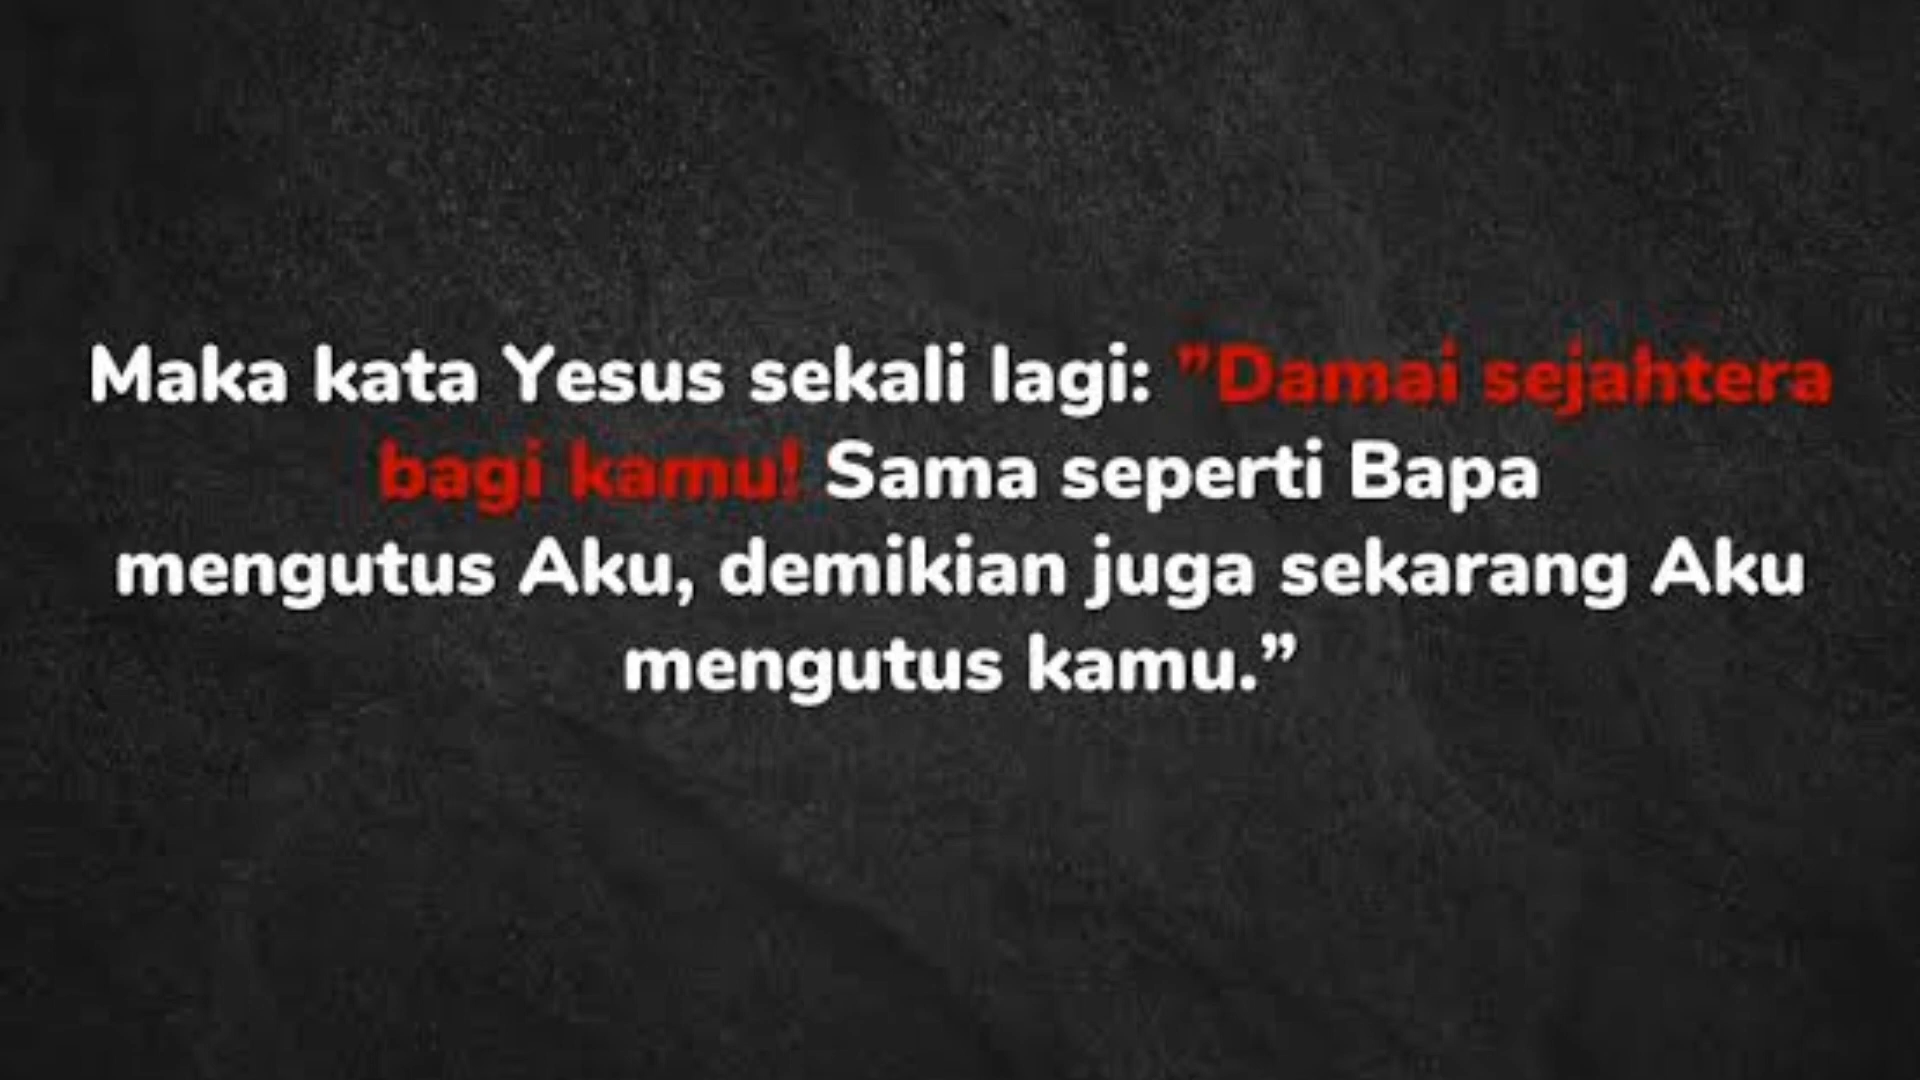 Maka kata Yesus sekali lagi: ”Damai sejahtera
bagi kamu! Sama seperti Bapa
mengutus Aku, demikian juga sekarang Aku
mengutus kamu.”